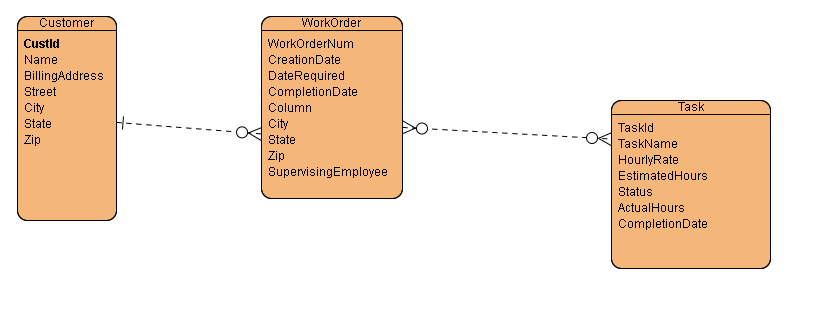 Customer
CustId
Name
BillingAddress
Street
City
State
Zip
WorkOrder
WorkOrderNum
CreationDate
DateRequired
CompletionDate
Column
City
State
Zip
SupervisingEmployee
Task
TaskId
TaskName
HourlyRate
EstimatedHours
Status
ActualHours
CompletionDate